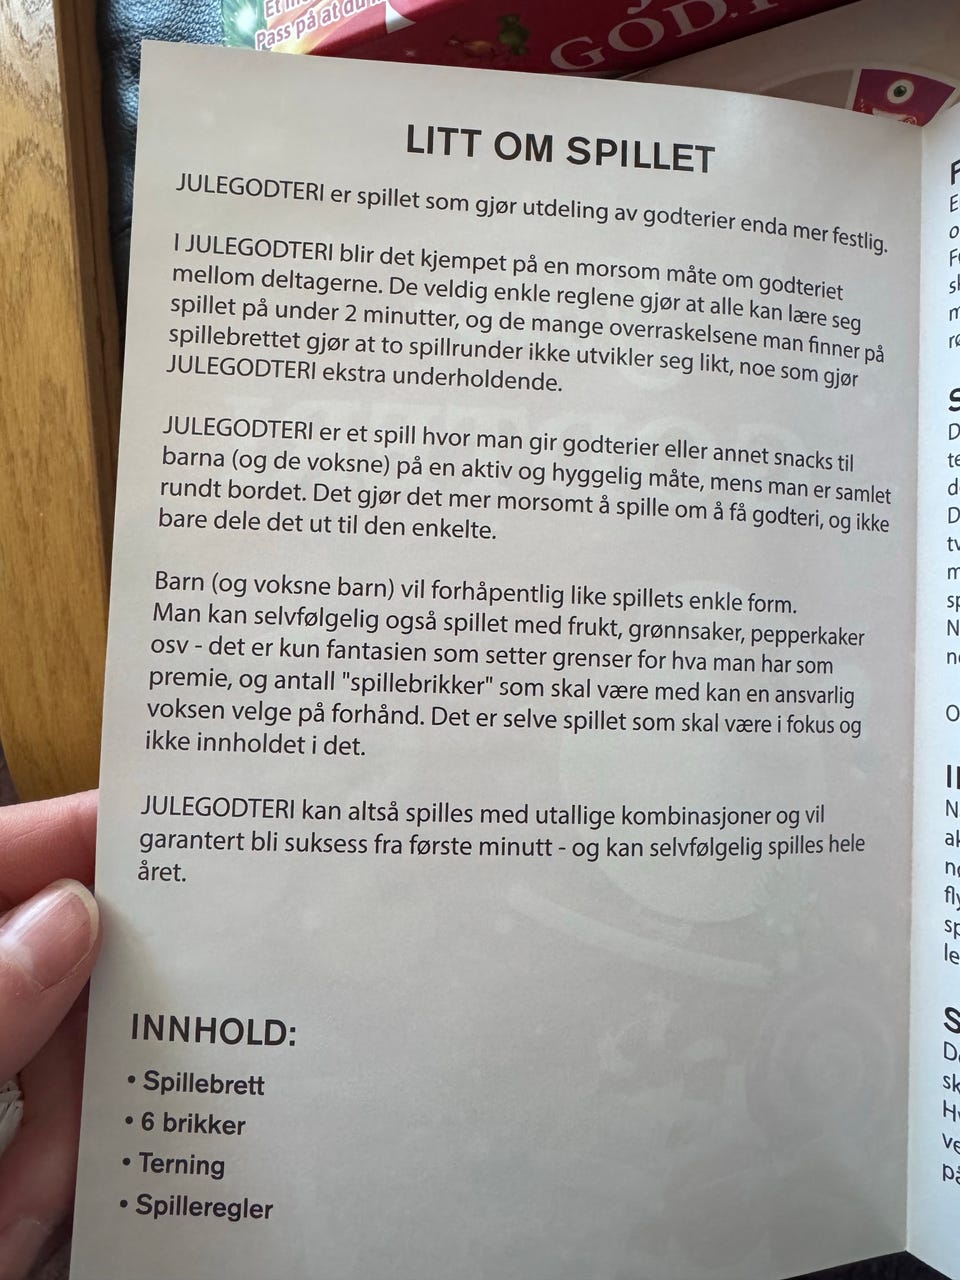 Pass på at du
GOD
LITT OM SPILLET
JULEGODTERI er spillet som gjør utdeling av godterier enda mer festlig.
I JULEGODTERI blir det kjempet på en morsom måte om godteriet
mellom deltagerne. De veldig enkle reglene gjør at alle kan lære seg
spillet på under 2 minutter, og de mange overraskelsene man finner på
spillebrettet gjør at to spillrunder ikke utvikler seg likt, noe som gjør
JULEGODTERI ekstra underholdende.
JULEGODTERI er et spill hvor man gir godterier eller annet snacks til
barna (og de voksne) på en aktiv og hyggelig måte, mens man er samlet
rundt bordet. Det gjør det mer morsomt å spille om å få godteri, og ikke
bare dele det ut til den enkelte.
Barn (og voksne barn) vil forhåpentlig like spillets enkle form.
Man kan selvfølgelig også spillet med frukt, grønnsaker, pepperkaker
osv - det er kun fantasien som setter grenser for hva man har som
premie, og antall "spillebrikker" som skal være med kan en ansvarlig
voksen velge på forhånd. Det er selve spillet som skal være i fokus og
ikke innholdet i det.
JULEGODTERI kan altså spilles med utallige kombinasjoner og vil
garantert bli suksess fra første minutt - og kan selvfølgelig spilles hele
året.
INNHOLD:
• Spillebrett
• 6 brikker
• Terning
• Spilleregler